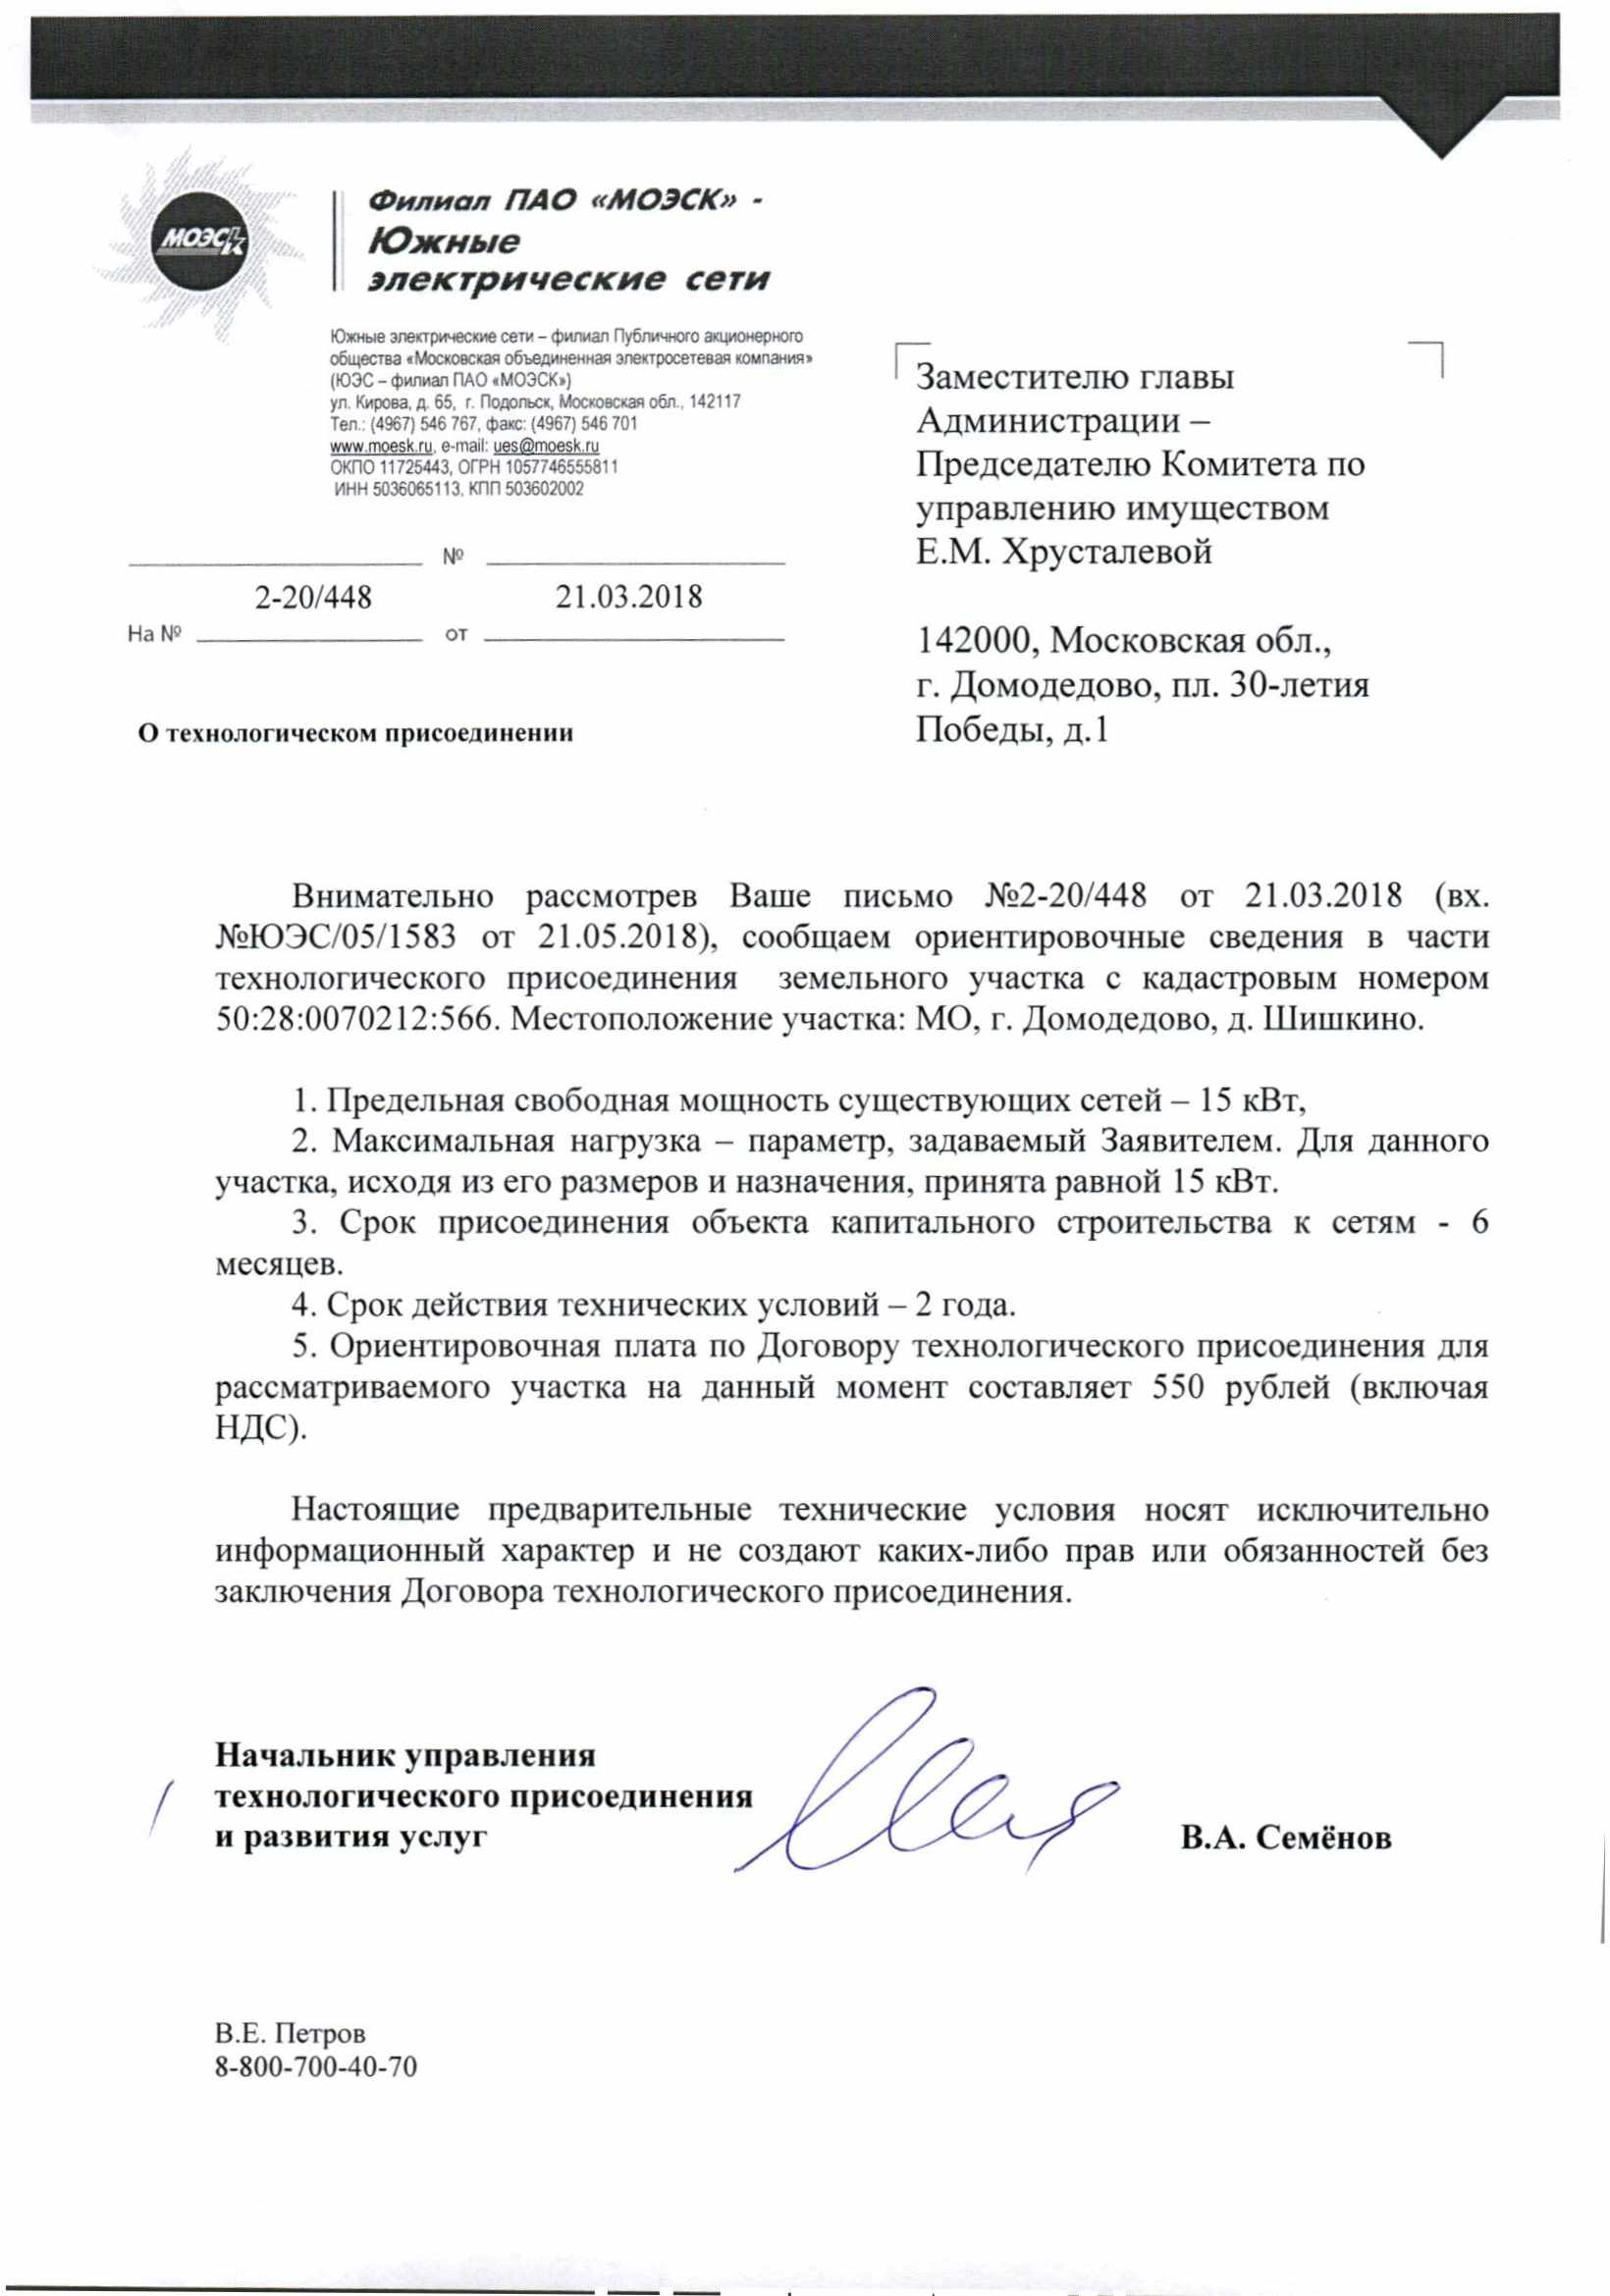 МОЭСК
Филиал ПАО «МОЭСК» -
Южные
электрические сети
Южные электрические сети – филиал Публичного акционерного
общества «Московская объединенная электросетевая компания»
(ЮЭС – филиал ПАО «МОЭСК»)
ул. Кирова, д. 65, г. Подольск, Московская обл., 142117
Тел.: (4967) 546 767, факс: (4967) 546 701
www.moesk.ru, e-mail: ues@moesk.ru
ОКПО 11725443, ОГРН 1057746555811
ИНН 5036065113, КПП 503602002
№
2-20/448 21.03.2018
На № от
О технологическом присоединении
Заместителю главы
Администрации –
Председателю Комитета по
управлению имуществом
Е.М. Хрусталевой
142000, Московская обл.,
г. Домодедово, пл. 30-летия
Победы, д.1
Внимательно рассмотрев Ваше письмо №2-20/448 от 21.03.2018 (вх.
№ЮЭС/05/1583 от 21.05.2018), сообщаем ориентировочные сведения в части
технологического присоединения земельного участка с кадастровым номером
50:28:0070212:566. Местоположение участка: МО, г. Домодедово, д. Шишкино.
1. Предельная свободная мощность существующих сетей – 15 кВт,
2. Максимальная нагрузка – параметр, задаваемый Заявителем. Для данного
участка, исходя из его размеров и назначения, принята равной 15 кВт.
3. Срок присоединения объекта капитального строительства к сетям - 6
месяцев.
4. Срок действия технических условий – 2 года.
5. Ориентировочная плата по Договору технологического присоединения для
рассматриваемого участка на данный момент составляет 550 рублей (включая
НДС).
Настоящие предварительные технические условия носят исключительно
информационный характер и не создают каких-либо прав или обязанностей без
заключения Договора технологического присоединения.
Начальник управления
технологического присоединения
и развития услуг
В.А. Семёнов
В.Е. Петров
8-800-700-40-70